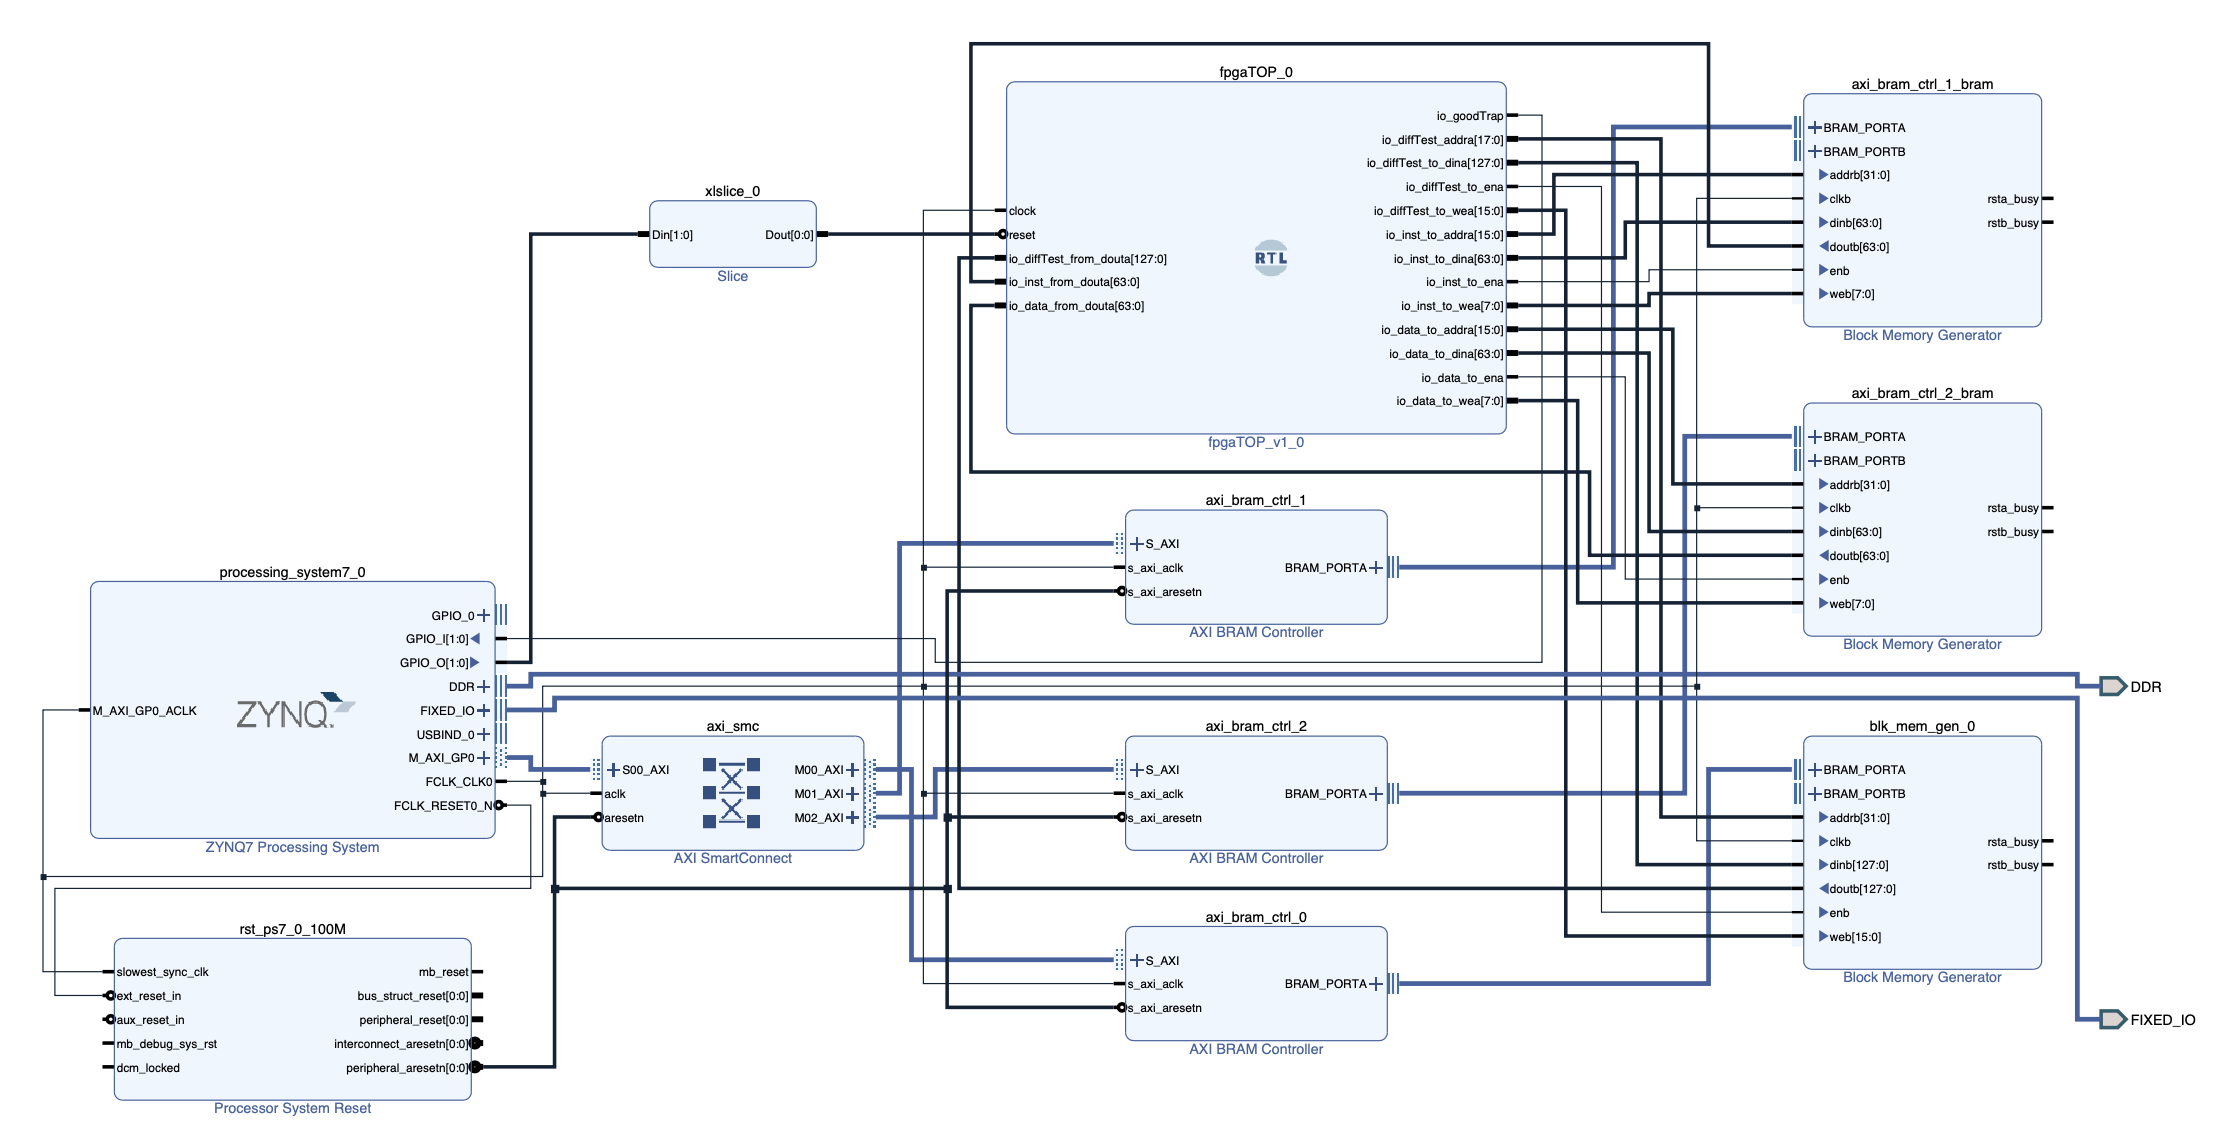 fpgaTOP_0
io_goodTrap
io_diffTest_addra[17:0]
io_diffTest_to_dina[127:0]
io_diffTest_to_ena
io_diffTest_to_wea[15:0]
io_inst_to_addra[15:0]
io_inst_to_dina[63:0]
io_inst_to_ena
io_inst_to_wea[7:0]
io_data_to_addra[15:0]
io_data_to_dina[63:0]
io_data_to_ena
io_data_to_wea[7:0]
clock
reset
io_diffTest_from_douta[127:0]
io_inst_from_douta[63:0]
io_data_from_douta[63:0]
RTL
fpgaTOP_v1_0
axi_bram_ctrl_1_bram
BRAM_PORTA
BRAM_PORTB
addrb[31:0]
clkb
dinb[63:0]
doutb[63:0]
enb
web[7:0]
rsta_busy
rstb_busy
Block Memory Generator
xlslice_0
Din[1:0]
Dout[0:0]
Slice
axi_bram_ctrl_2_bram
BRAM_PORTA
BRAM_PORTB
addrb[31:0]
clkb
dinb[63:0]
doutb[63:0]
enb
web[7:0]
rsta_busy
rstb_busy
Block Memory Generator
axi_bram_ctrl_1
S_AXI
s_axi_aclk
s_axi_aresetn
BRAM_PORTA
AXI BRAM Controller
processing_system7_0
GPIO_0
GPIO_I[1:0]
GPIO_O[1:0]
DDR
FIXED_IO
USBIND_0
M_AXI_GP0
FCLK_CLK0
FCLK_RESET0_N
M_AXI_GP0_ACLK
ZYNQ.
ZYNQ7 Processing System
DDR
axi_smc
S00_AXI
aclk
aresetn
M00_AXI
M01_AXI
M02_AXI
AXI SmartConnect
axi_bram_ctrl_2
S_AXI
s_axi_aclk
s_axi_aresetn
BRAM_PORTA
AXI BRAM Controller
blk_mem_gen_0
BRAM_PORTA
BRAM_PORTB
addrb[31:0]
clkb
dinb[127:0]
doutb[127:0]
enb
web[15:0]
rsta_busy
rstb_busy
Block Memory Generator
rst_ps7_0_100M
slowest_sync_clk
ext_reset_in
aux_reset_in
mb_debug_sys_rst
dcm_locked
mb_reset
bus_struct_reset[0:0]
peripheral_reset[0:0]
interconnect_aresetn[0:0]
peripheral_aresetn[0:0]
Processor System Reset
axi_bram_ctrl_0
S_AXI
s_axi_aclk
s_axi_aresetn
BRAM_PORTA
AXI BRAM Controller
FIXED_IO